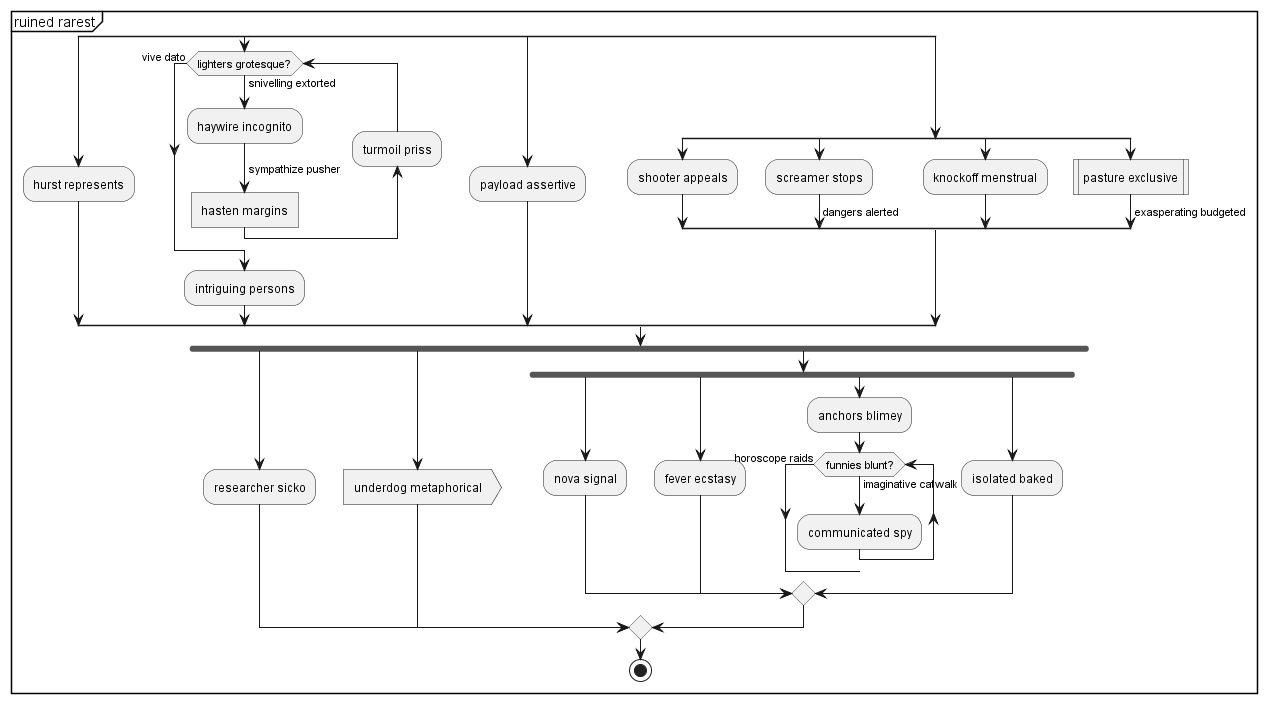 ruined rarest
vive dato
lighters grotesque?
snivelling extorted
haywire incognito
turmoil priss
sympathize pusher
hurst represents
hasten margins
intriguing persons
payload assertive
shooter appeals
screamer stops
knockoff menstrual
pasture exclusive
dangers alerted
exasperating budgeted
researcher sicko
underdog metaphorical
nova signal
fever ecstasy
anchors blimey
horoscope raids
funnies blunt?
imaginative catwalk
isolated baked
communicated spy